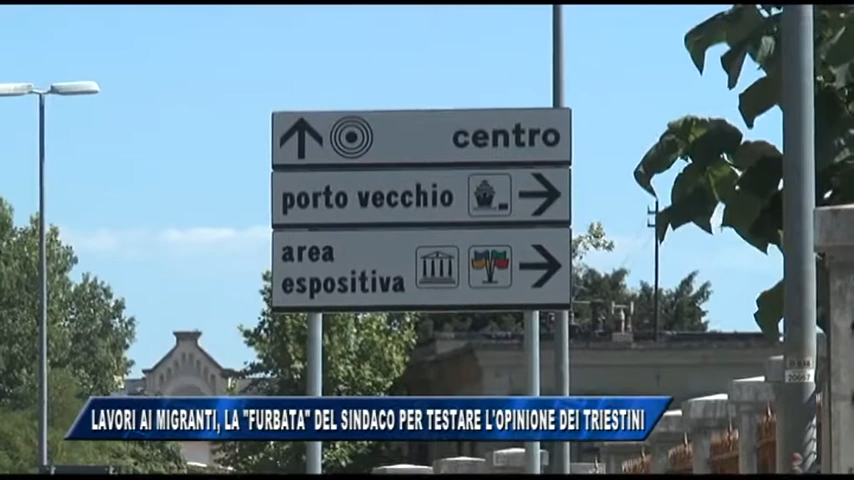 centro
porto vecchio
area
espositiva
LAVORI AI MIGRANTI, LA "FURBATA" DEL SINDACO PER TESTARE L'OPINIONE DEI TRIESTINI